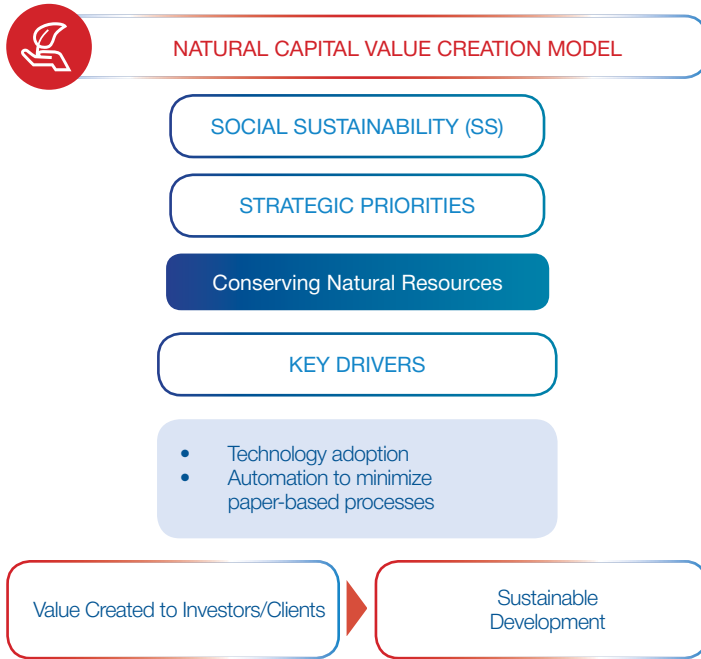 NATURAL CAPITAL VALUE CREATION MODEL
SOCIAL SUSTAINABILITY (SS)
STRATEGIC PRIORITIES
Conserving Natural Resources
KEY DRIVERS
• Technology adoption
• Automation to minimize
paper-based processes
Value Created to Investors/Clients
Sustainable
Development